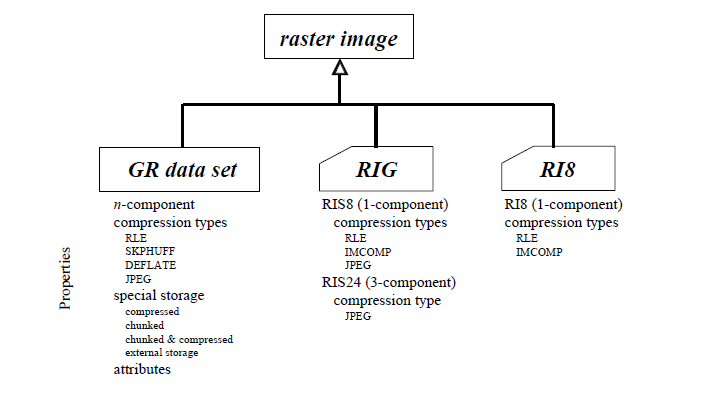 raster image
GR data set
RIG
RI8
Properties
n-component
compression types
RLE
SKPHUFF
DEFLATE
JPEG
special storage
compressed
chunked
chunked & compressed
external storage
attributes
RIS8 (1-component)
compression types
RLE
IMCOMP
JPEG
RIS24 (3-component)
compression type
JPEG
RI8 (1-component)
compression types
RLE
IMCOMP